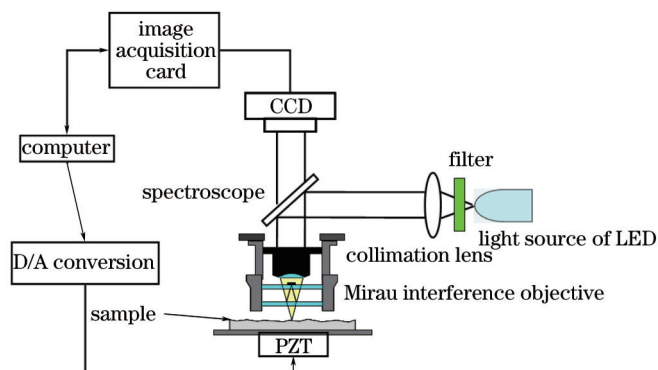 image
acquisition
card
CCD
computer
filter
spectroscope
light source of LED
D/A conversion
collimation lens
Mirau interference objective
sample
PZT